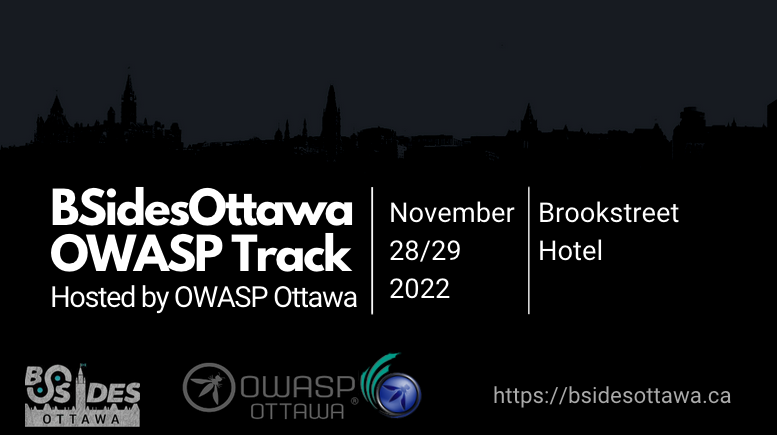 BSidesOttawa
OWASP Track
Hosted by OWASP Ottawa
November
28/29
2022
Brookstreet
Hotel
BSIDES
OTTAWA
OWASP
OTTAWA ®
https://bsidesottawa.ca